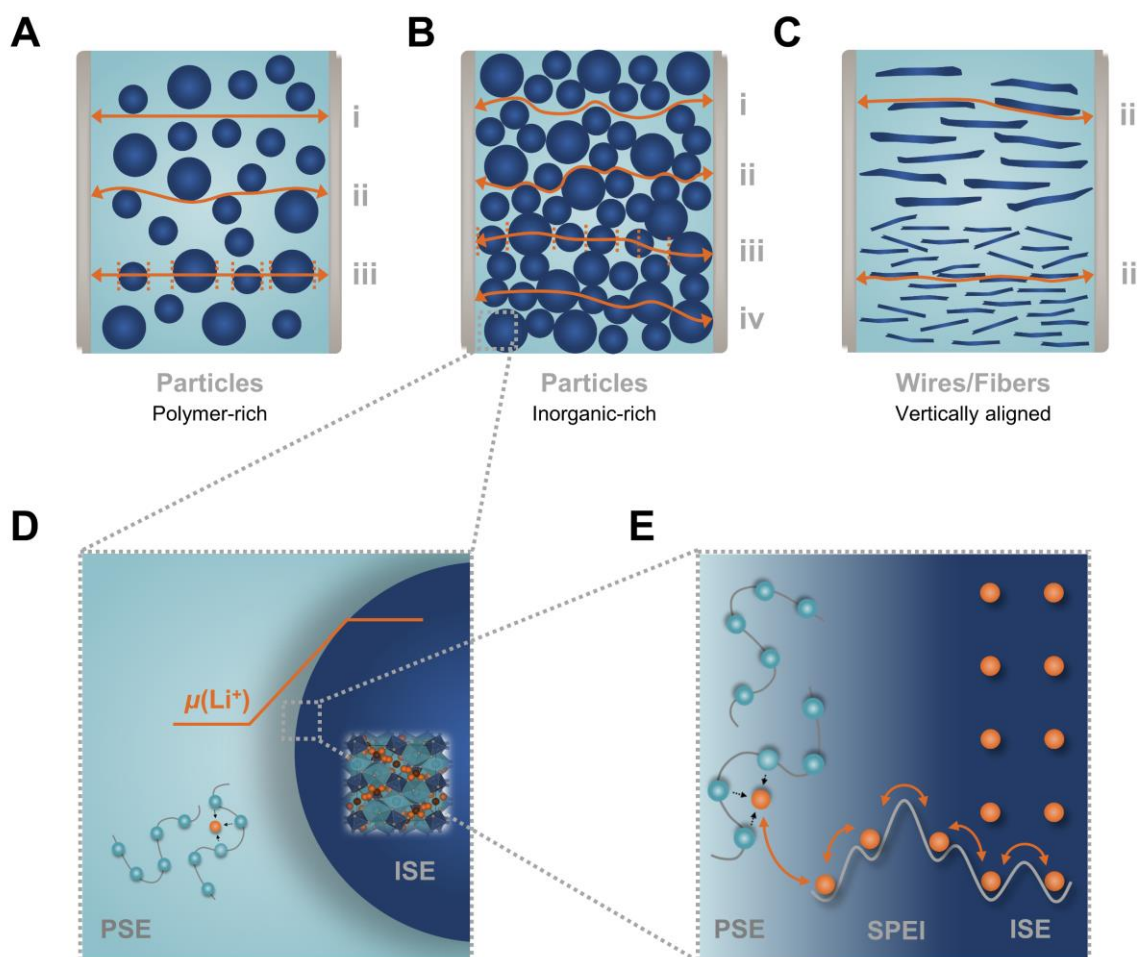 A
B
C
i
ii
iii
i
ii
iii
iv
ii
ii
Particles
Polymer-rich
Particles
Inorganic-rich
Wires/Fibers
Vertically aligned
D
E
μ(Li⁺)
PSE
ISE
PSE
SPEI
ISE